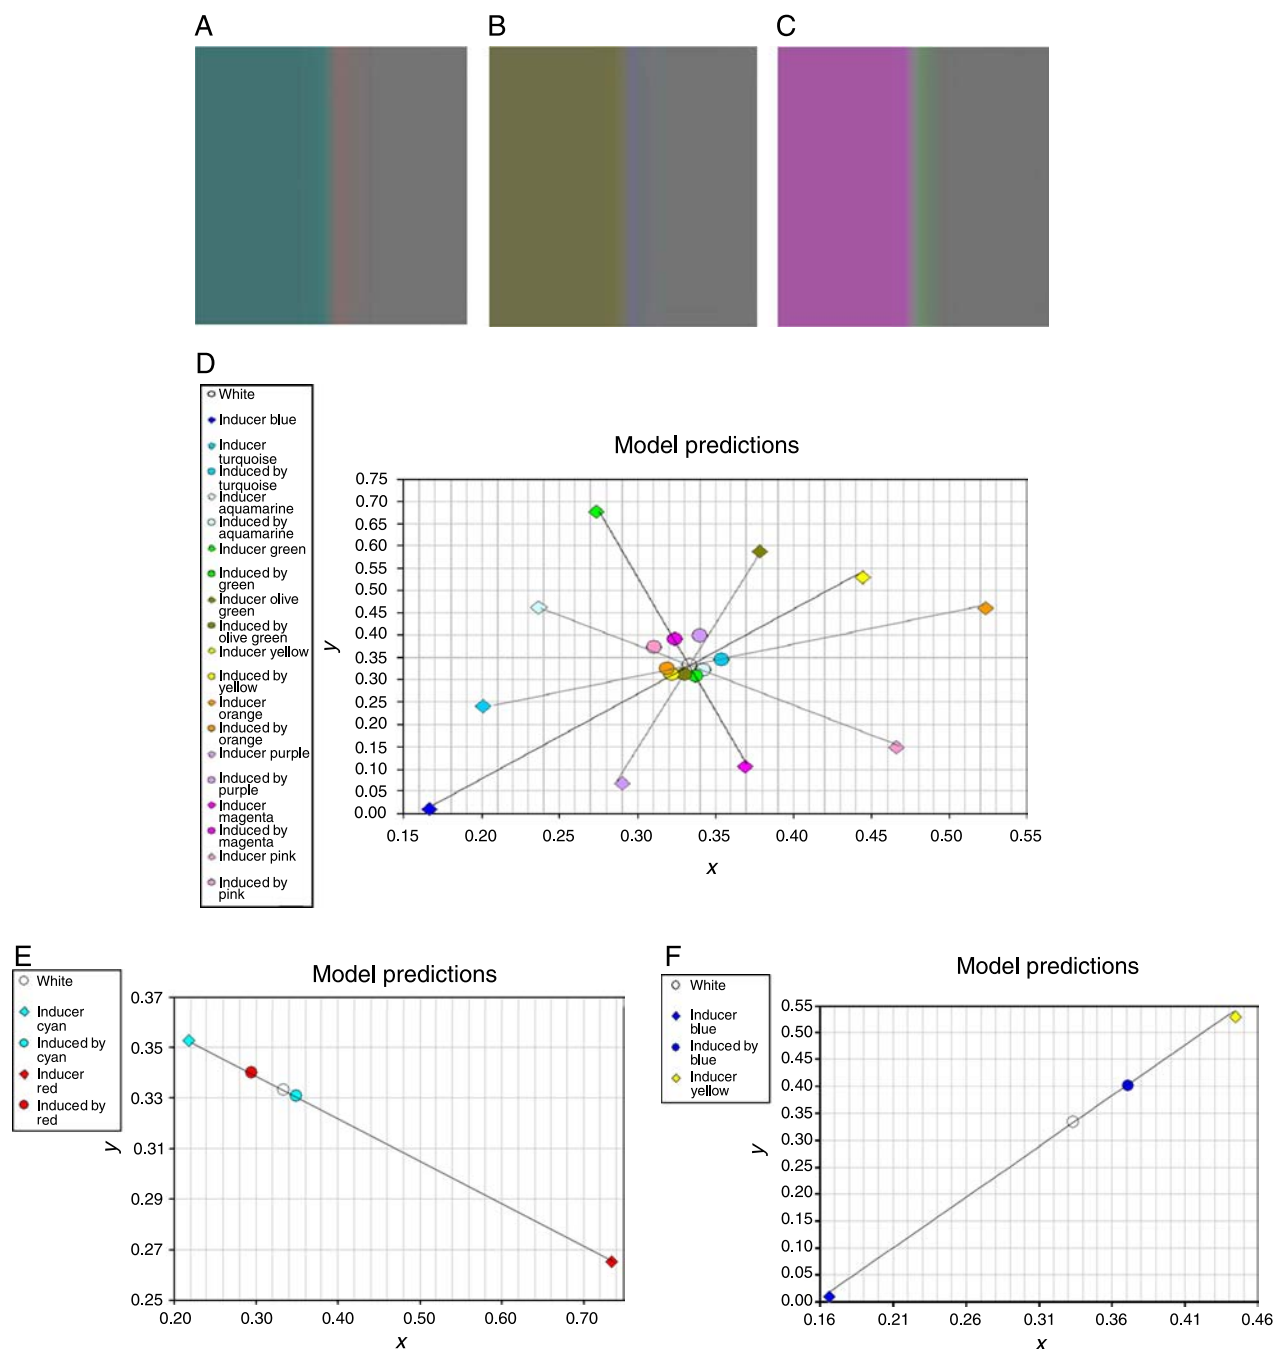 A
B
C
D
White
Inducer blue
Inducer
turquoise
Induced by
turquoise
Inducer
aquamarine
Induced by
aquamarine
Inducer green
Induced by
green
Inducer olive
green
Induced by
olive green
Inducer yellow
Induced by
yellow
Inducer
orange
Induced by
orange
Inducer purple
Induced by
purple
Inducer
magenta
Induced by
magenta
Inducer pink
Induced by
pink
Model predictions
y
0.75
0.70
0.65
0.60
0.55
0.50
0.45
0.40
0.35
0.30
0.25
0.20
0.15
0.10
0.05
0.00
0.15 0.20 0.25 0.30 0.35 0.40 0.45 0.50 0.55
x
E
White
Inducer
cyan
Induced by
cyan
Inducer
red
Induced by
red
Model predictions
y
0.37
0.35
0.33
0.31
0.29
0.27
0.25
0.20 0.30 0.40 0.50 0.60 0.70
x
F
White
Inducer
blue
Induced by
blue
Inducer
yellow
Model predictions
y
0.55
0.50
0.45
0.40
0.35
0.30
0.25
0.20
0.15
0.10
0.05
0.00
0.16 0.21 0.26 0.31 0.36 0.41 0.46
x